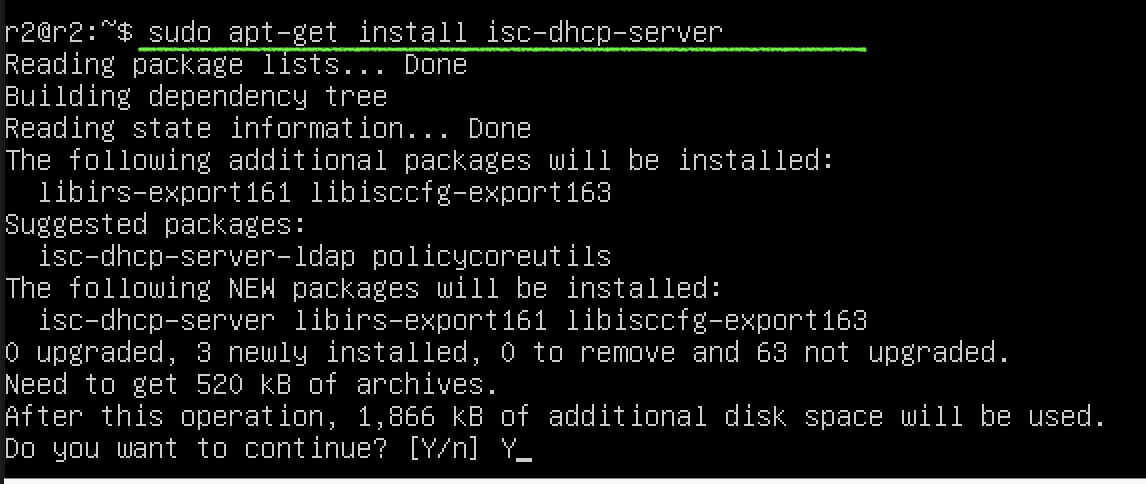 r2@r2:~$ sudo apt-get install isc-dhcp-server
Reading package lists... Done
Building dependency tree
Reading state information... Done
The following additional packages will be installed:
  libirs-export161 libisccfg-export163
Suggested packages:
  isc-dhcp-server-ldap policycoreutils
The following NEW packages will be installed:
  isc-dhcp-server libirs-export161 libisccfg-export163
0 upgraded, 3 newly installed, 0 to remove and 63 not upgraded.
Need to get 520 kB of archives.
After this operation, 1,866 kB of additional disk space will be used.
Do you want to continue? [Y/n] Y_